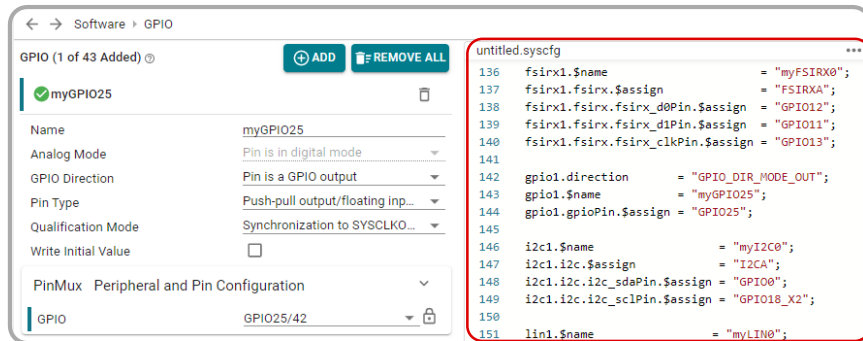 ← → Software › GPIO
GPIO (1 of 43 Added)
ADD
REMOVE ALL
myGPIO25
Name myGPIO25
Analog Mode Pin is in digital mode
GPIO Direction Pin is a GPIO output
Pin Type Push-pull output/floating inp...
Qualification Mode Synchronization to SYSCLKO...
Write Initial Value
PinMux Peripheral and Pin Configuration
GPIO GPIO25/42
untitled.syscfg
136 fsirx1.$name = "myFSIRX0";
137 fsirx1.fsirx.$assign = "FSIRXA";
138 fsirx1.fsirx.fsirx_d0Pin.$assign = "GPIO12";
139 fsirx1.fsirx.fsirx_d1Pin.$assign = "GPIO11";
140 fsirx1.fsirx.fsirx_clkPin.$assign = "GPIO13";
141
142 gpio1.direction = "GPIO_DIR_MODE_OUT";
143 gpio1.$name = "myGPIO25";
144 gpio1.gpioPin.$assign = "GPIO25";
145
146 i2c1.$name = "myI2C0";
147 i2c1.i2c.$assign = "I2CA";
148 i2c1.i2c.i2c_sdaPin.$assign = "GPIO0";
149 i2c1.i2c.i2c_sclPin.$assign = "GPIO18_X2";
150
151 lin1.$name = "myLIN0";